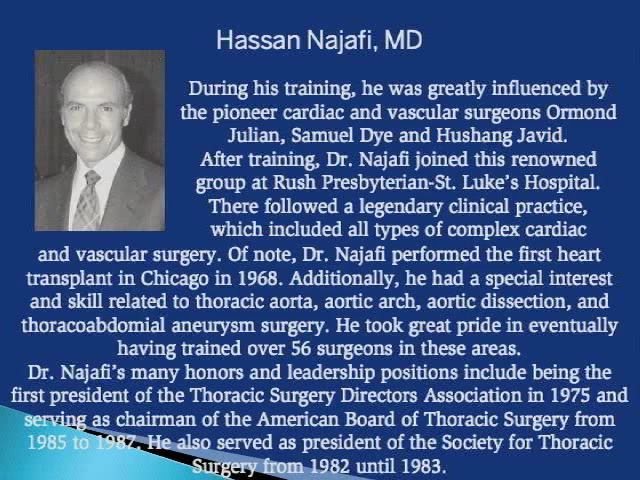 Hassan Najafi, MD
During his training, he was greatly influenced by
the pioneer cardiac and vascular surgeons Ormond
Julian, Samuel Dye and Hushang Javid.
After training, Dr. Najafi joined this renowned
group at Rush Presbyterian-St. Luke's Hospital.
There followed a legendary clinical practice,
which included all types of complex cardiac
and vascular surgery. Of note, Dr. Najafi performed the first heart
transplant in Chicago in 1968. Additionally, he had a special interest
and skill related to thoracic aorta, aortic arch, aortic dissection, and
thoracoabdomial aneurysm surgery. He took great pride in eventually
having trained over 56 surgeons in these areas.
Dr. Najafi's many honors and leadership positions include being the
first president of the Thoracic Surgery Directors Association in 1975 and
serving as chairman of the American Board of Thoracic Surgery from
1985 to 1987. He also served as president of the Society for Thoracic
Surgery from 1982 until 1983.